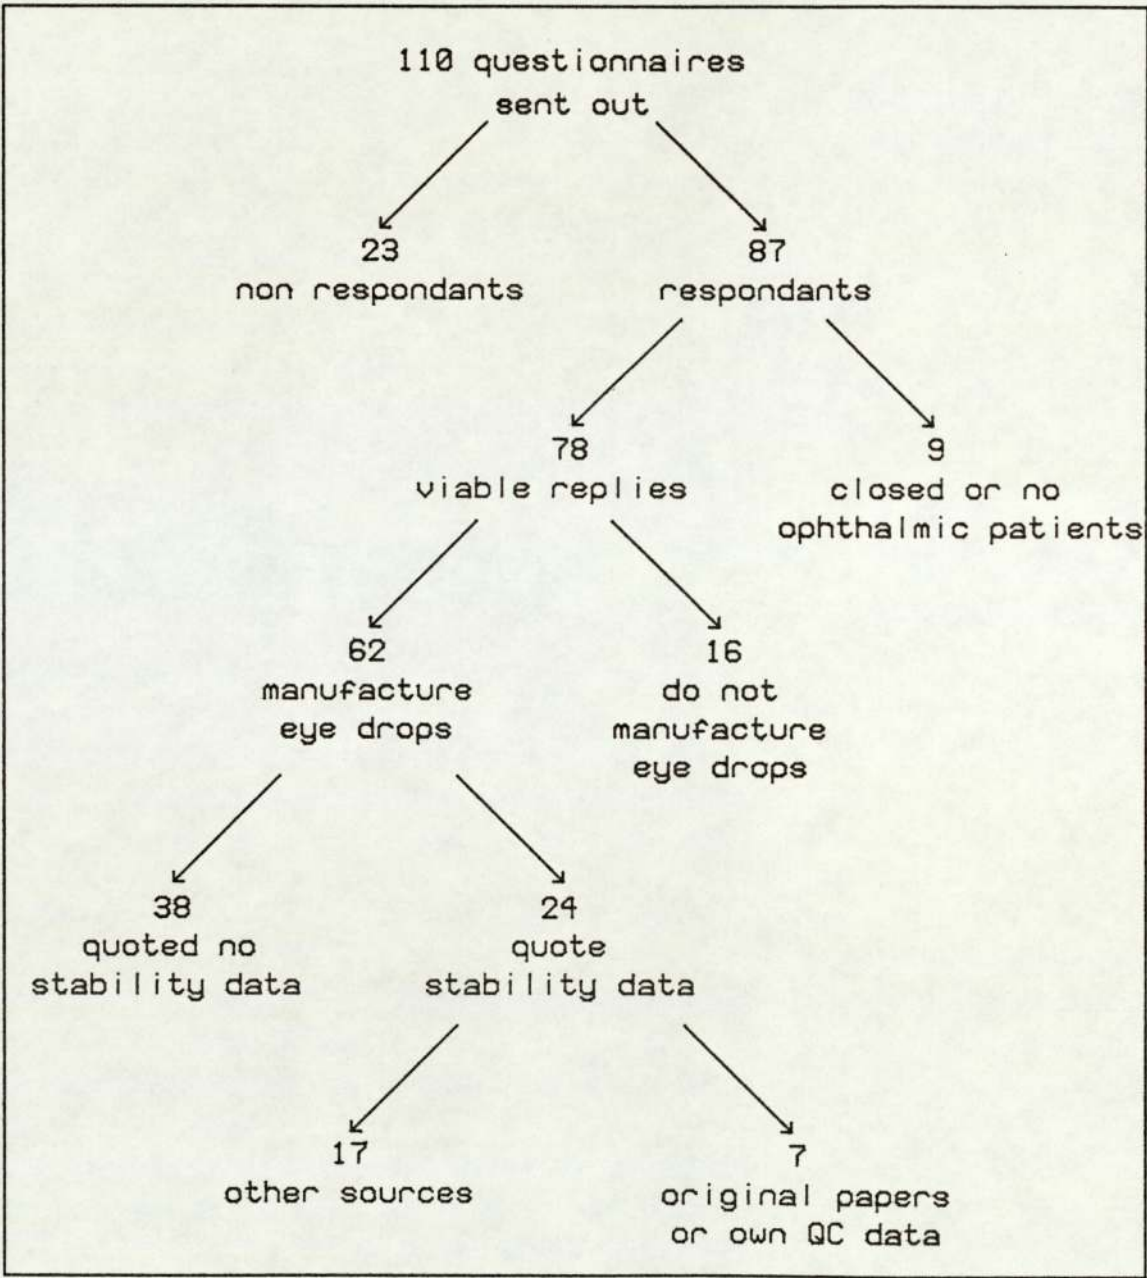 110 questionnaires
sent out
23
non respondants
87
respondants
78
viable replies
9
closed or no
ophthalmic patients
62
manufacture
eye drops
16
do not
manufacture
eye drops
38
quoted no
stability data
24
quote
stability data
17
other sources
7
original papers
or own QC data